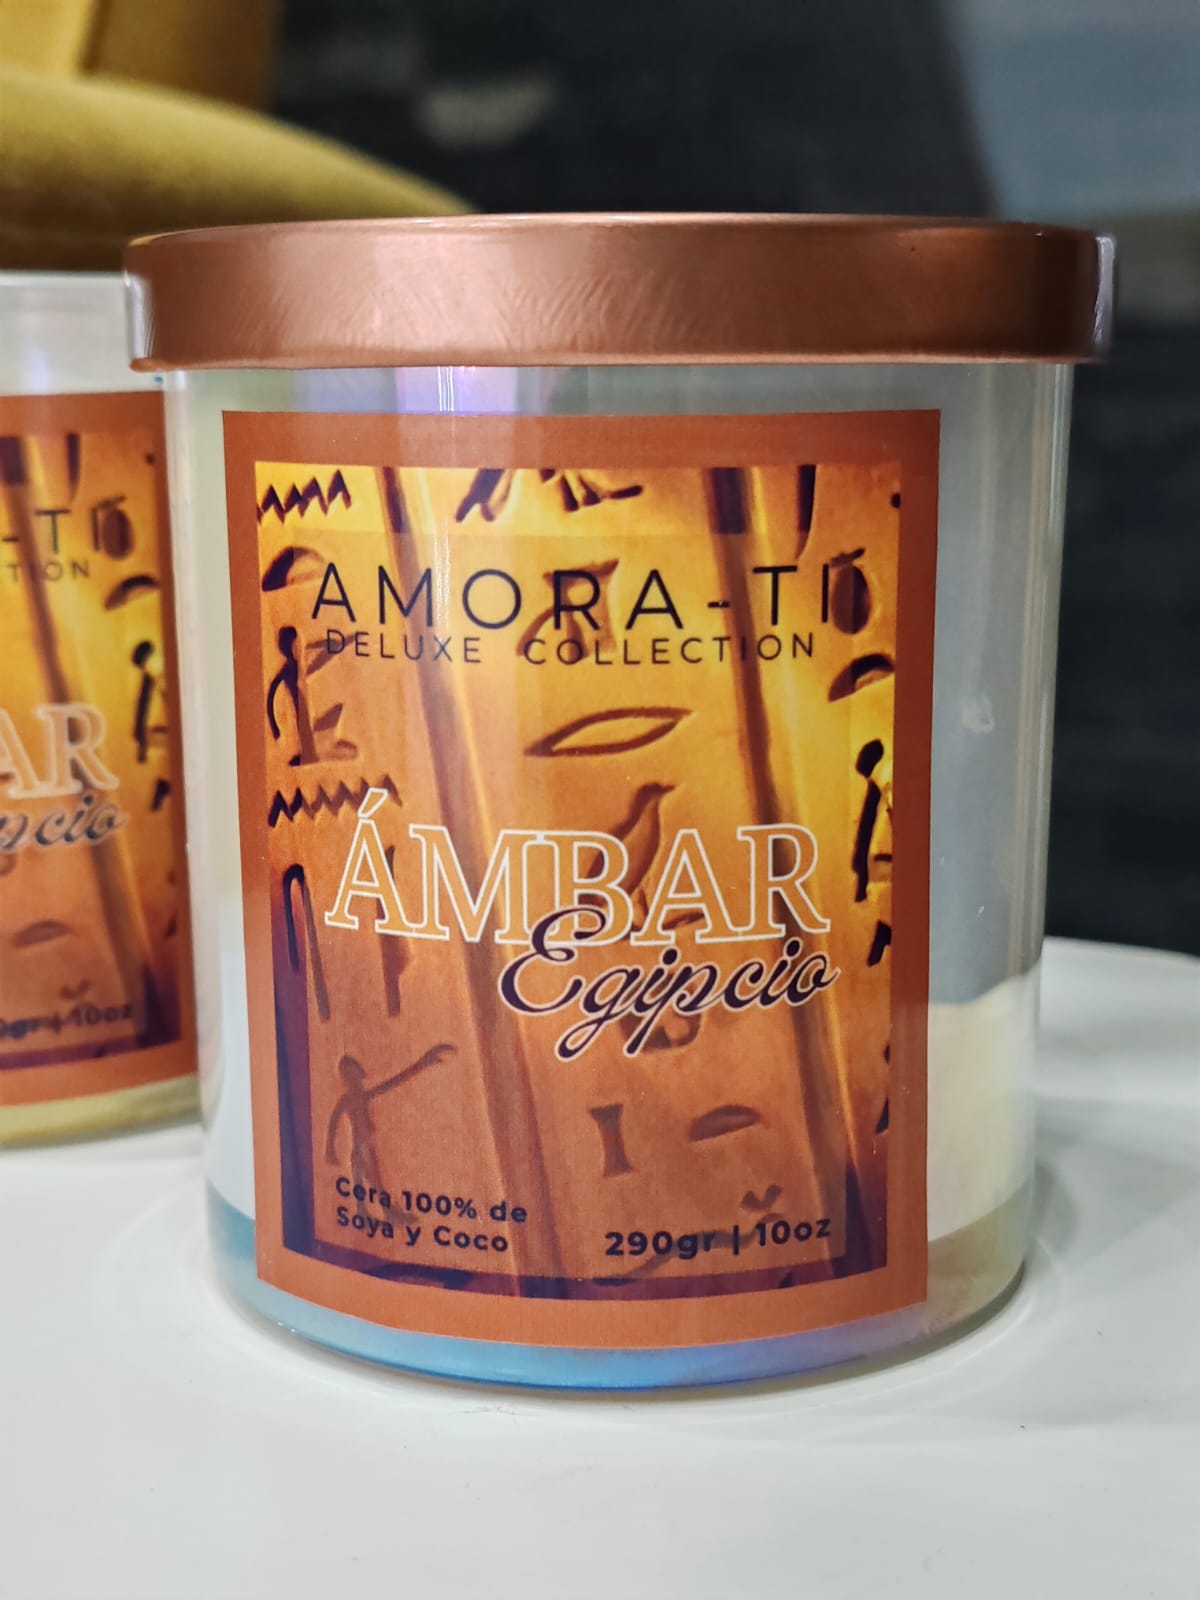 AMORA-TI
DELUXE COLLECTION
ÁMBAR
Egipcio
Cera 100% de
Soya y Coco
290gr | 10oz